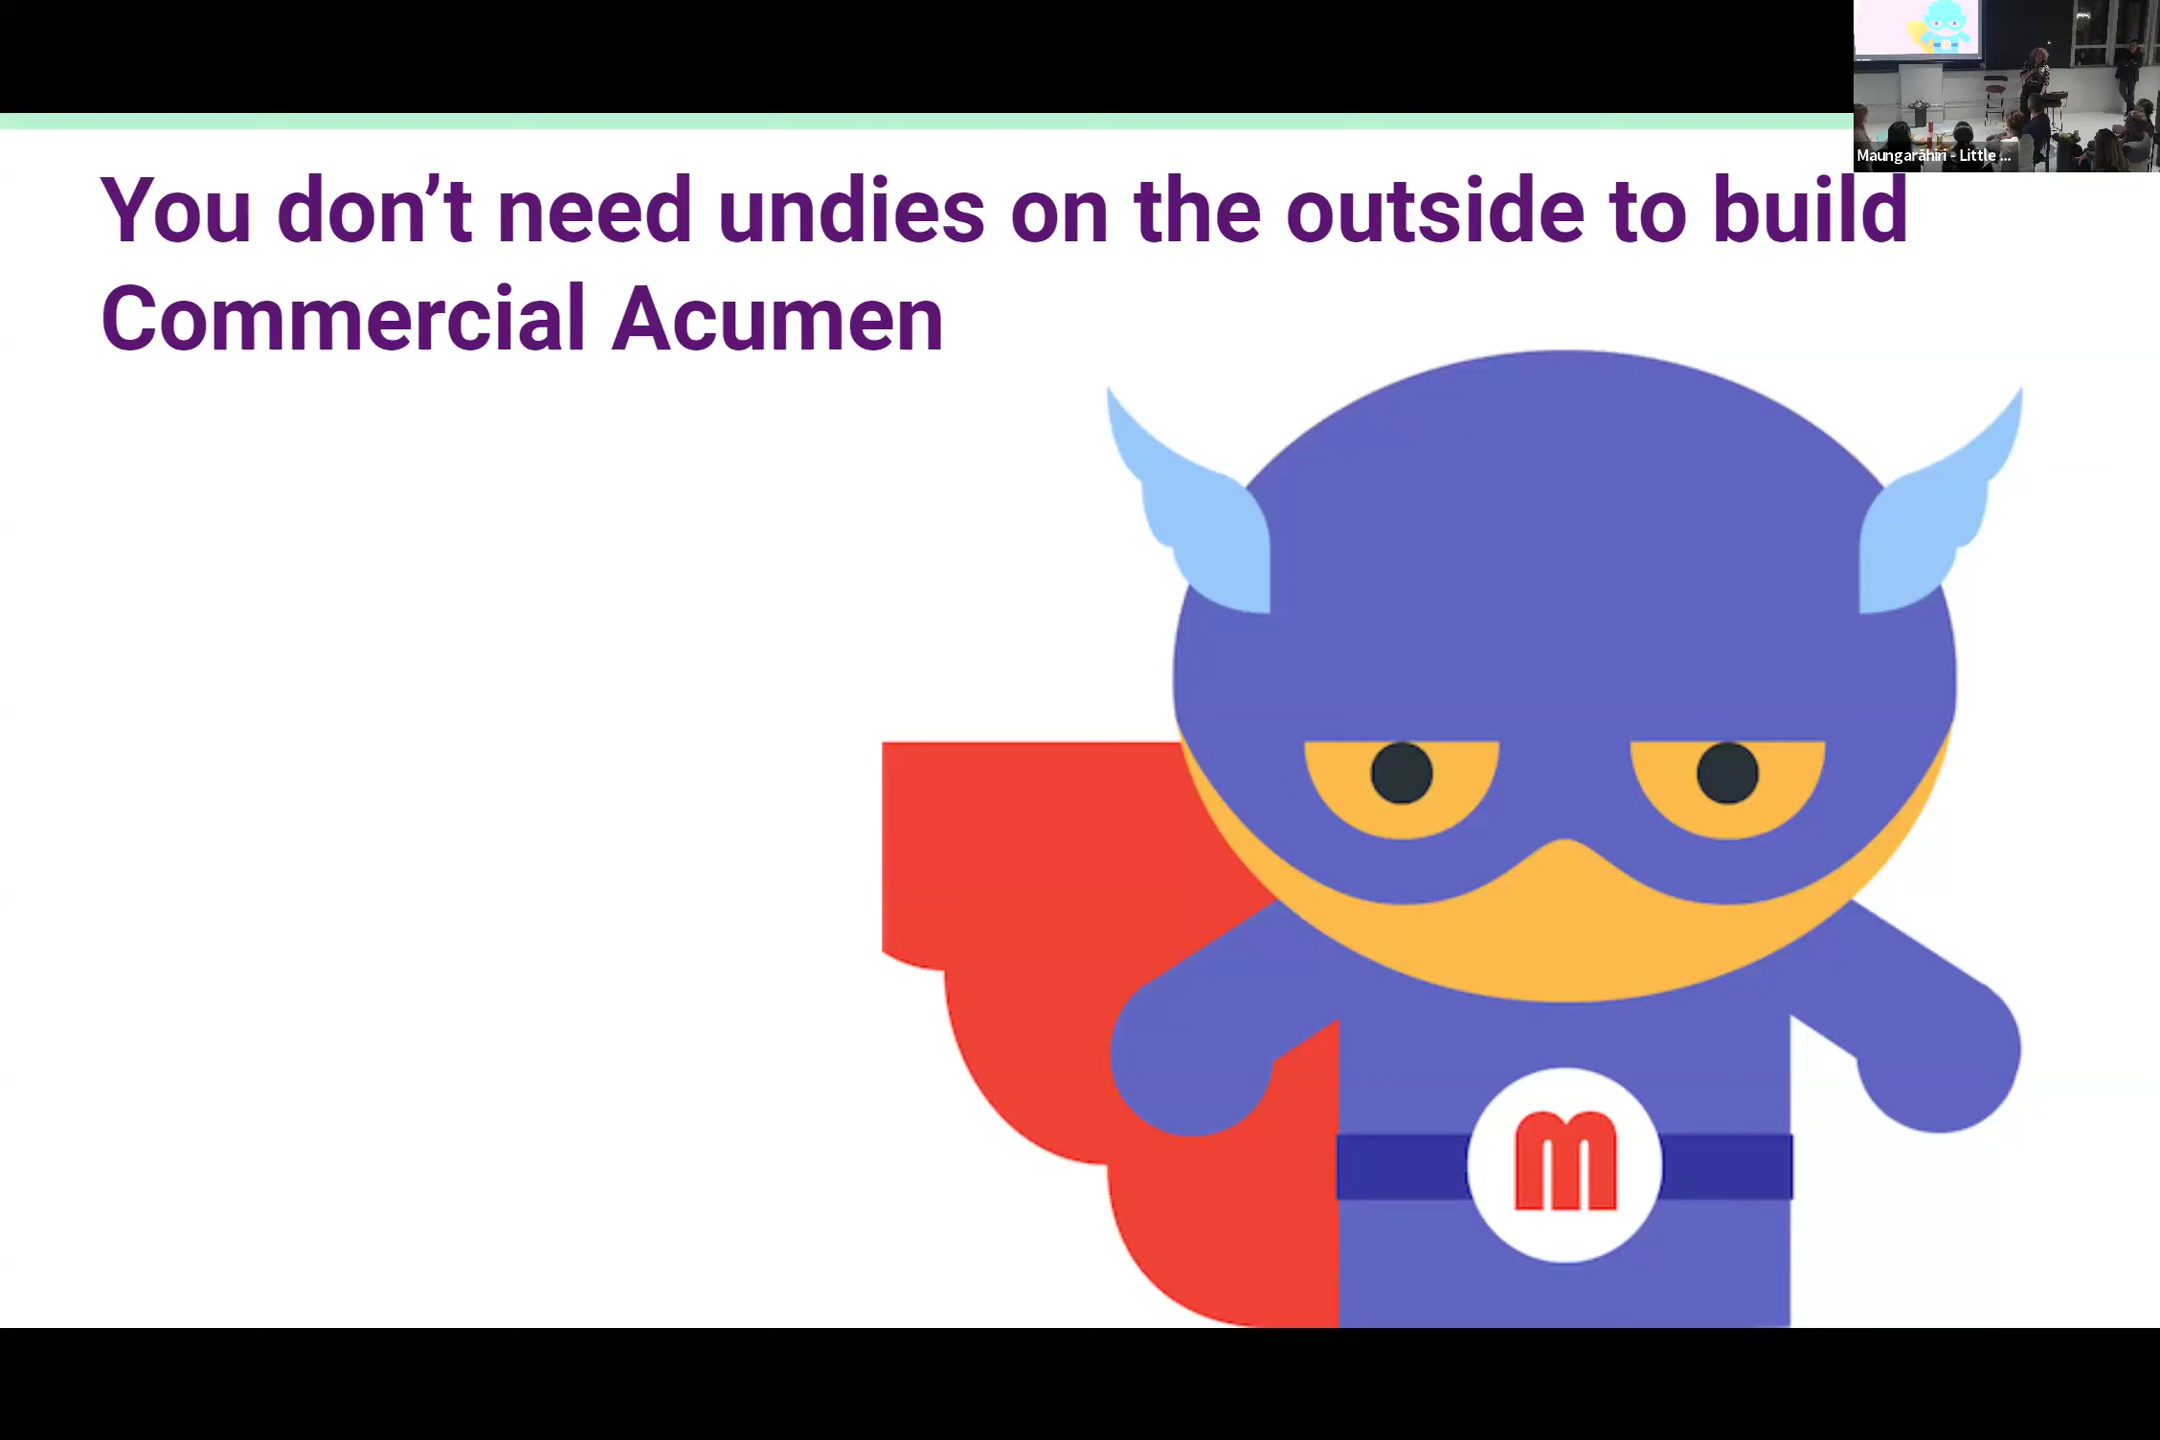 Maungarāhiri - Little ...
You don’t need undies on the outside to build
Commercial Acumen
m